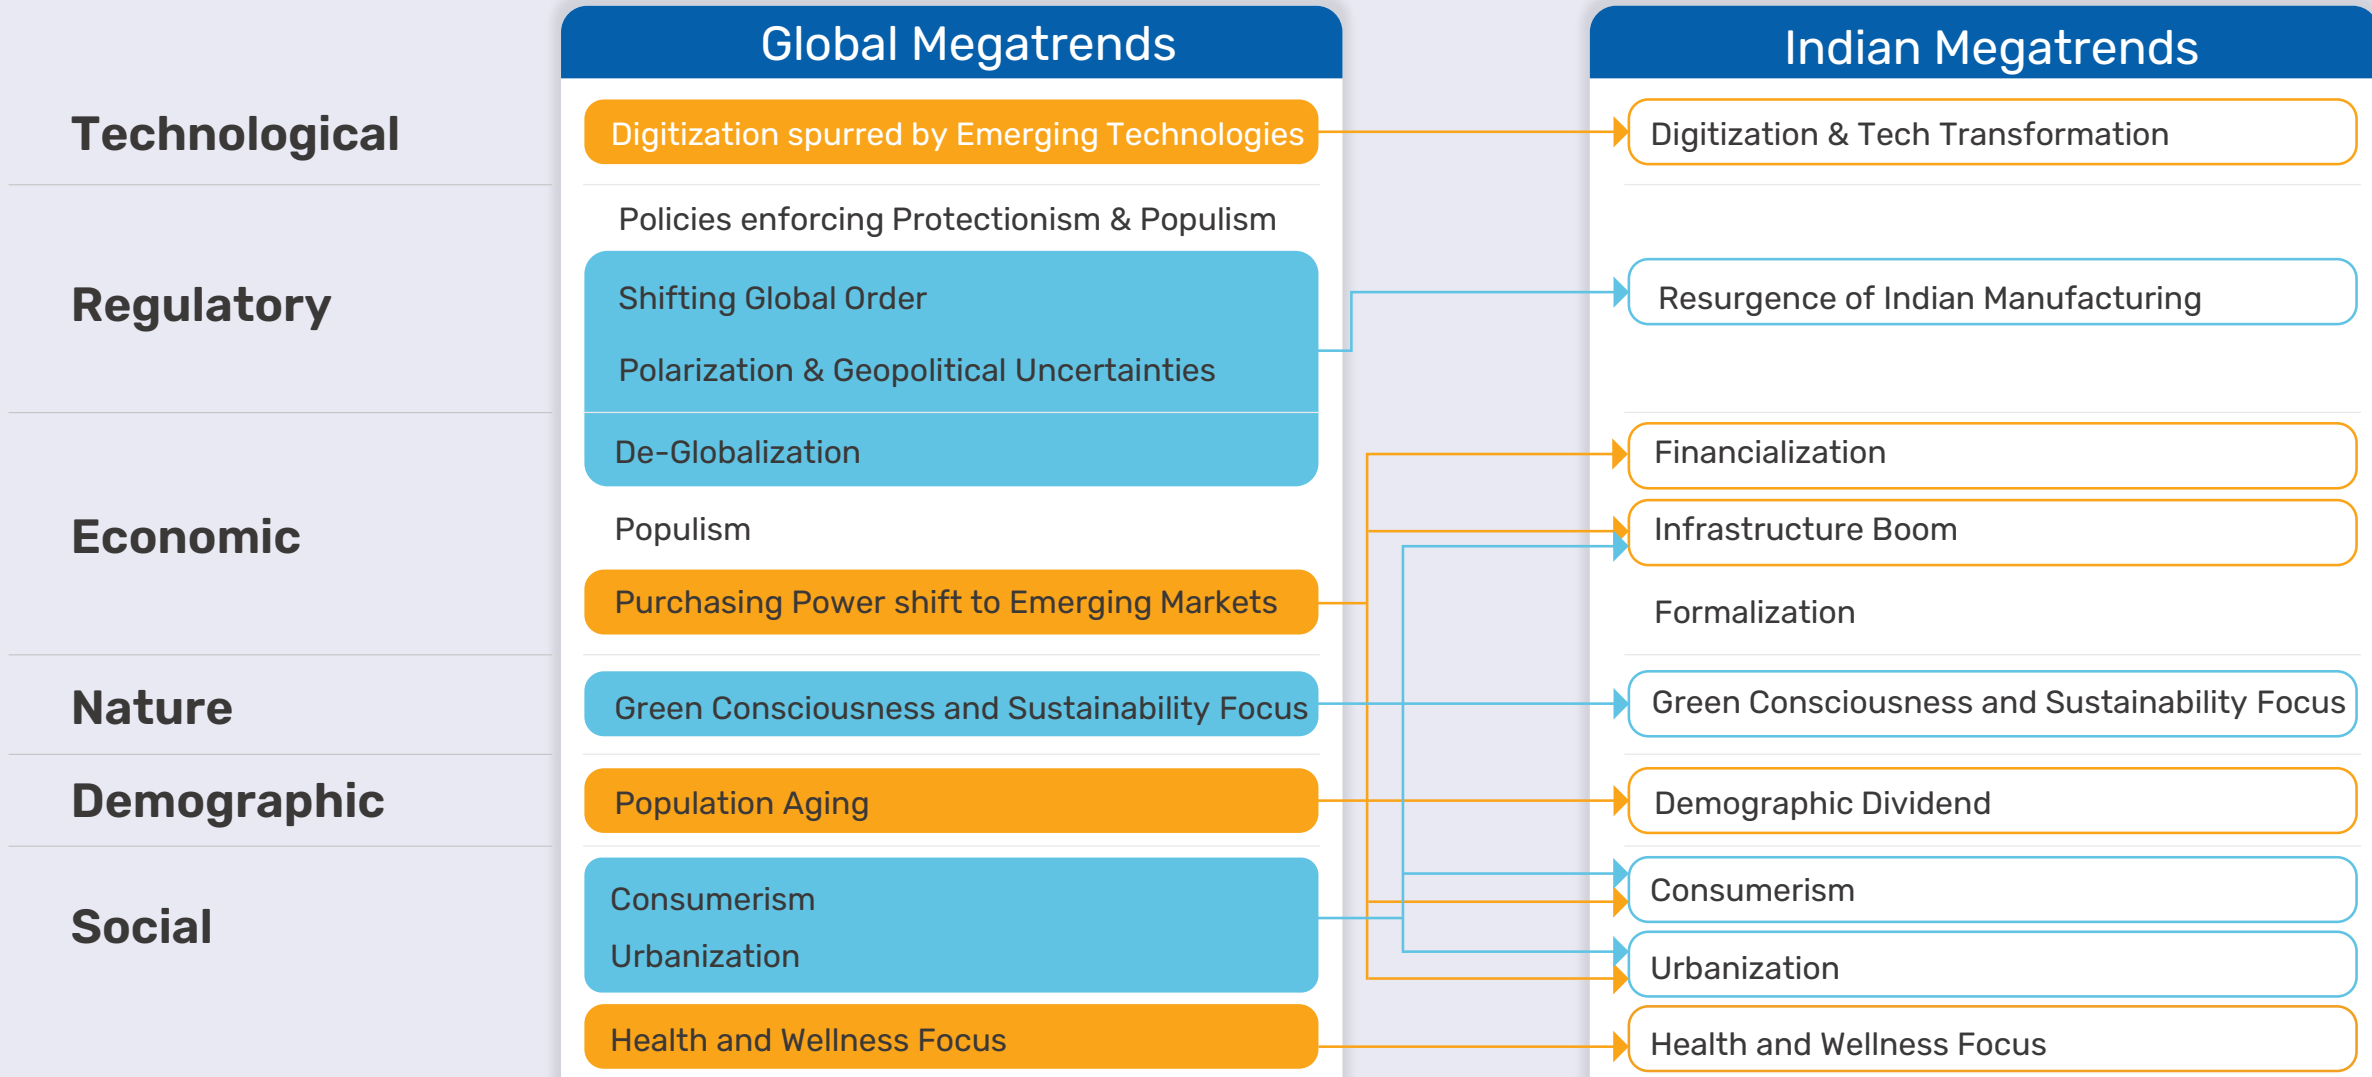 Global Megatrends
Indian Megatrends
Technological
Digitization spurred by Emerging Technologies
Digitization & Tech Transformation
Regulatory
Policies enforcing Protectionism & Populism
Shifting Global Order
Polarization & Geopolitical Uncertainties
Resurgence of Indian Manufacturing
Economic
De-Globalization
Populism
Purchasing Power shift to Emerging Markets
Financialization
Infrastructure Boom
Formalization
Nature
Green Consciousness and Sustainability Focus
Green Consciousness and Sustainability Focus
Demographic
Population Aging
Demographic Dividend
Social
Consumerism
Urbanization
Health and Wellness Focus
Consumerism
Urbanization
Health and Wellness Focus